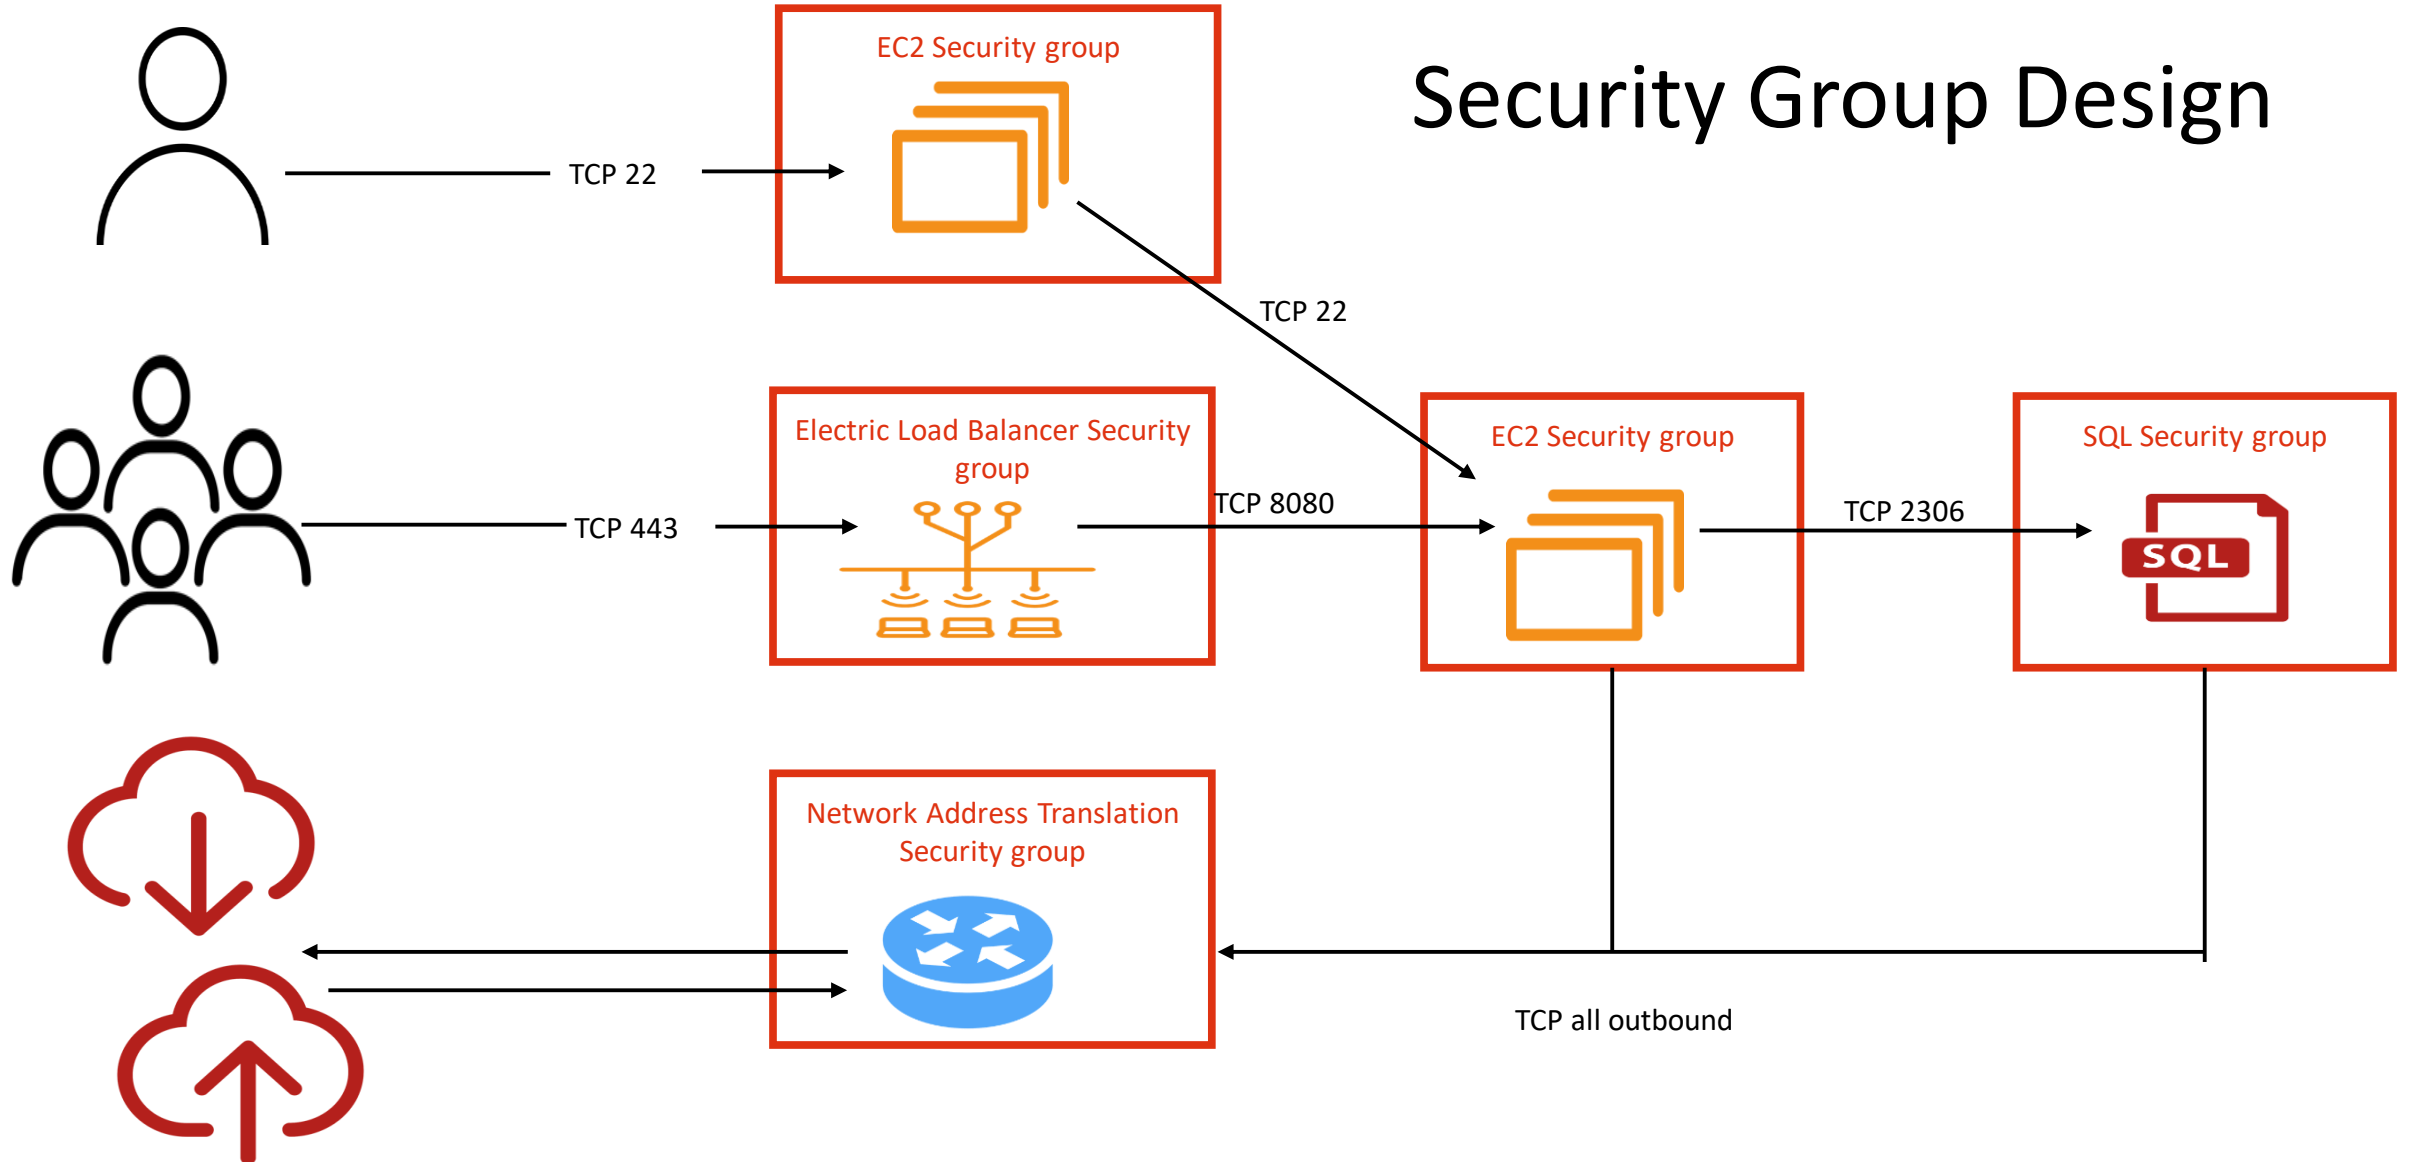 EC2 Security group
Security Group Design
TCP 22
TCP 22
Electric Load Balancer Security
group
EC2 Security group
SQL Security group
TCP 443
TCP 8080
TCP 2306
SQL
Network Address Translation
Security group
TCP all outbound